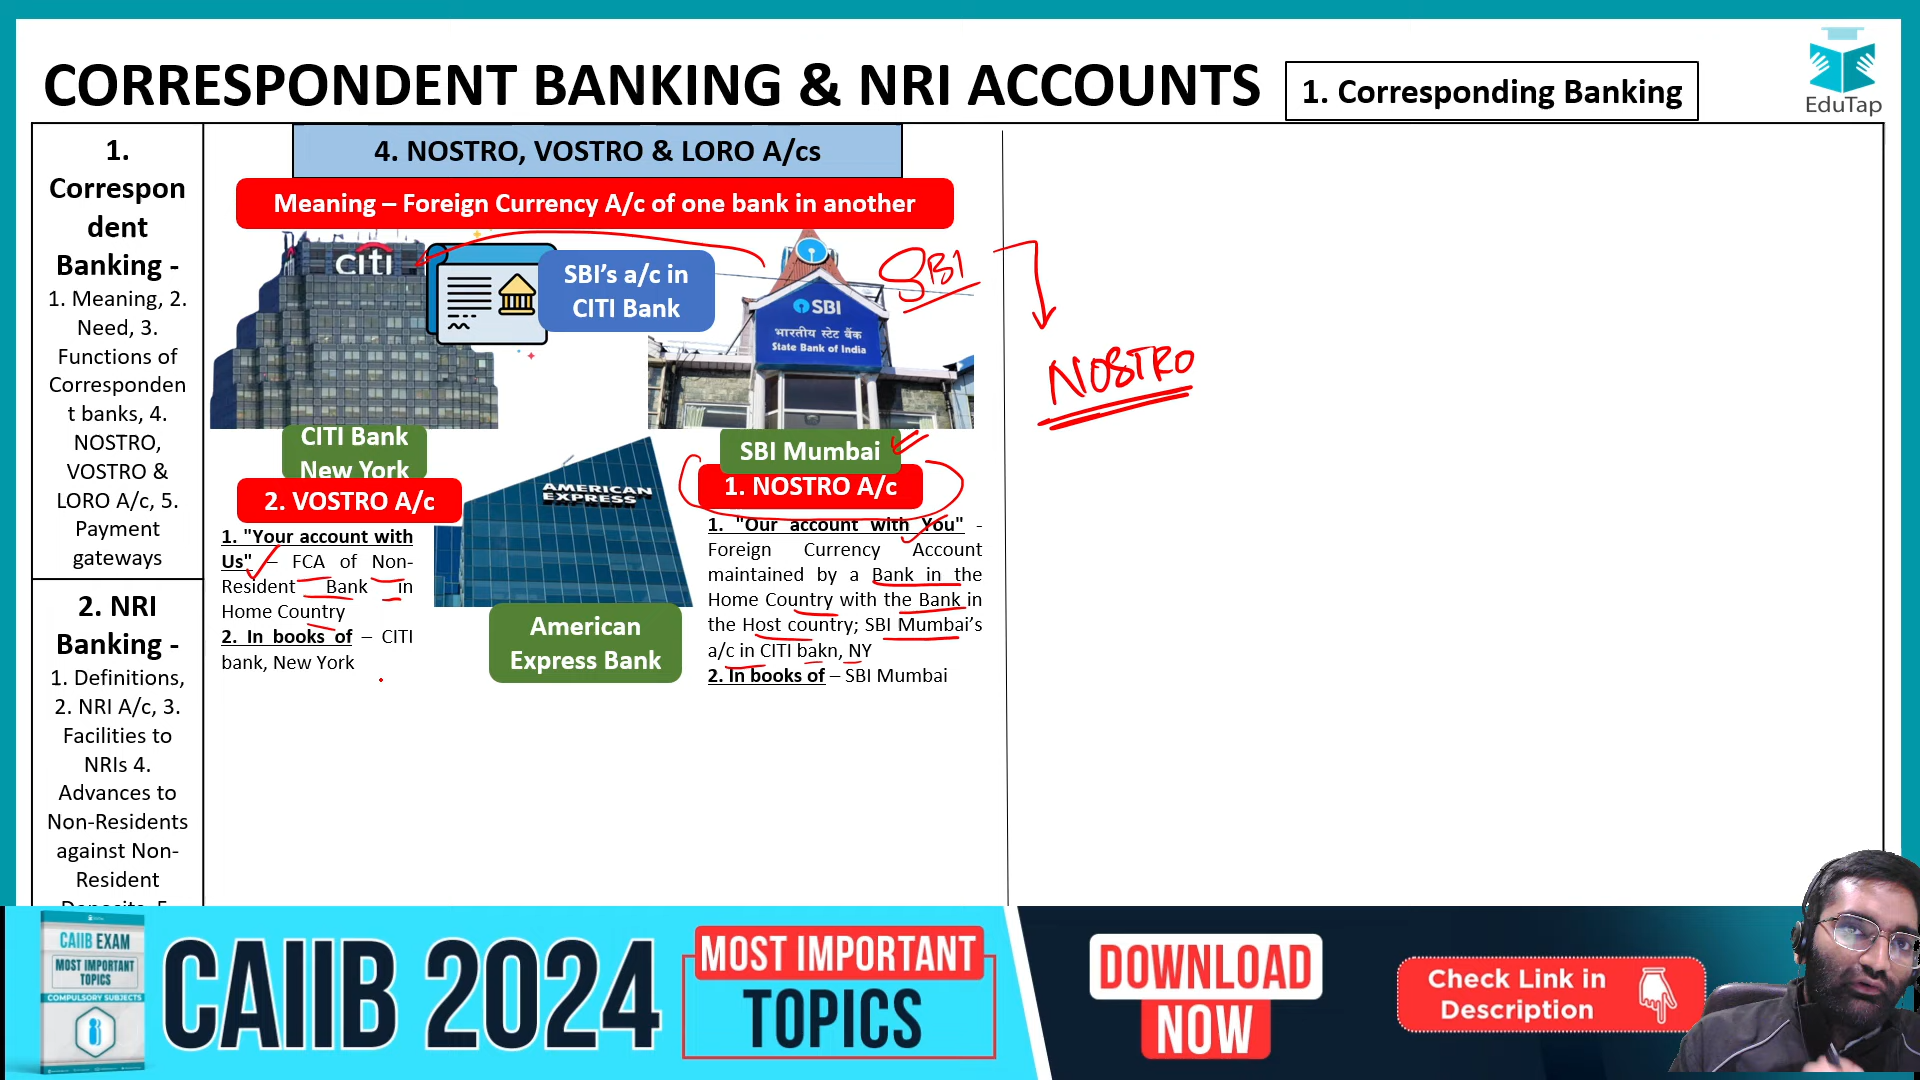 CORRESPONDENT BANKING & NRI ACCOUNTS
1. Corresponding Banking
EduTap
1.
Correspon
dent
Banking -
1. Meaning, 2.
Need, 3.
Functions of
Corresponden
t banks, 4.
NOSTRO,
VOSTRO &
LORO A/c, 5.
Payment
gateways
2. NRI
Banking -
1. Definitions,
2. NRI A/c, 3.
Facilities to
NRIs 4.
Advances to
Non-Residents
against Non-
Resident
4. NOSTRO, VOSTRO & LORO A/cs
Meaning – Foreign Currency A/c of one bank in another
citi
SBI's a/c in
CITI Bank
SBI
भारतीय स्टेट बैंक
State Bank of India
SBI
NOSTRO
CITI Bank
New York
2. VOSTRO A/c
1. "Your account with
Us" – FCA of Non-
Resident Bank in
Home Country
2. In books of – CITI
bank, New York
AMERICAN
EXPRESS
American
Express Bank
SBI Mumbai
1. NOSTRO A/c
1. "Our account with You" -
Foreign Currency Account
maintained by a Bank in the
Home Country with the Bank in
the Host country; SBI Mumbai's
a/c in CITI bakn, NY
2. In books of – SBI Mumbai
CAIIB EXAM
MOST IMPORTANT
TOPICS
COMPULSORY SUBJECTS
CAIIB 2024
MOST IMPORTANT
TOPICS
DOWNLOAD
NOW
Check Link in
Description